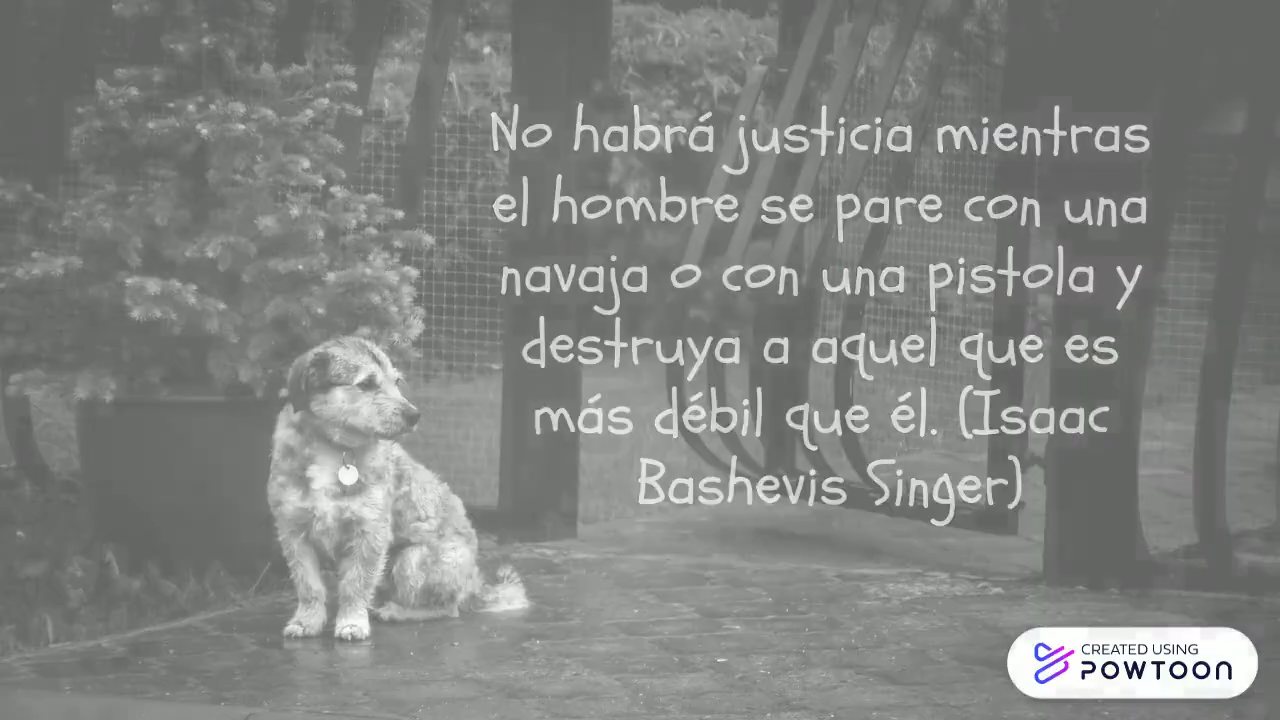 No habrá justicia mientras
el hombre se pare con una
navaja o con una pistola y
destruya a aquel que es
más débil que él. (Isaac
Bashevis Singer)
CREATED USING
POWTOON